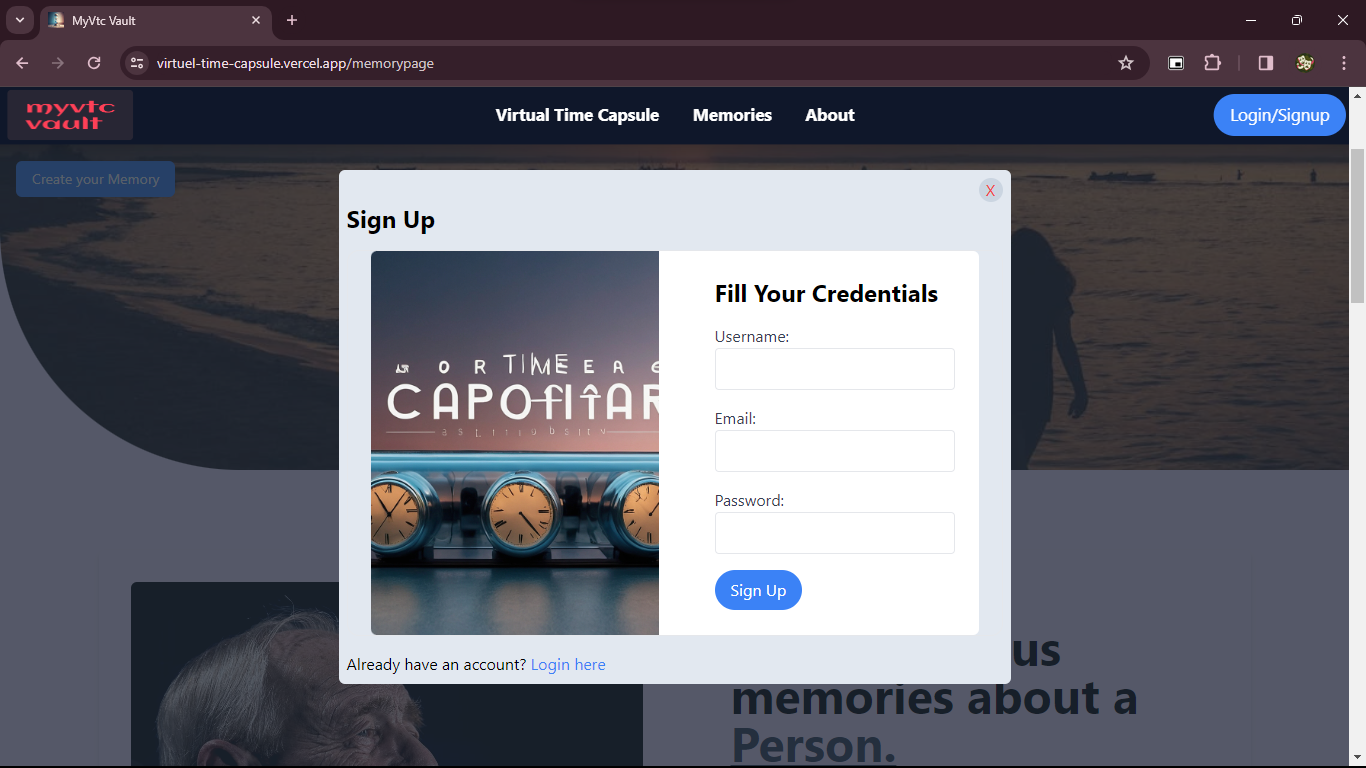 MyVtc Vault
virtuel-time-capsule.vercel.app/memorypage
myvtc
vault
Virtual Time Capsule
Memories
About
Login/Signup
Create your Memory
X
Sign Up
O R TIME E A
CAPOfITAR
Fill Your Credentials
Username:
Email:
Password:
Sign Up
Already have an account? Login here
us
memories about a
Person.